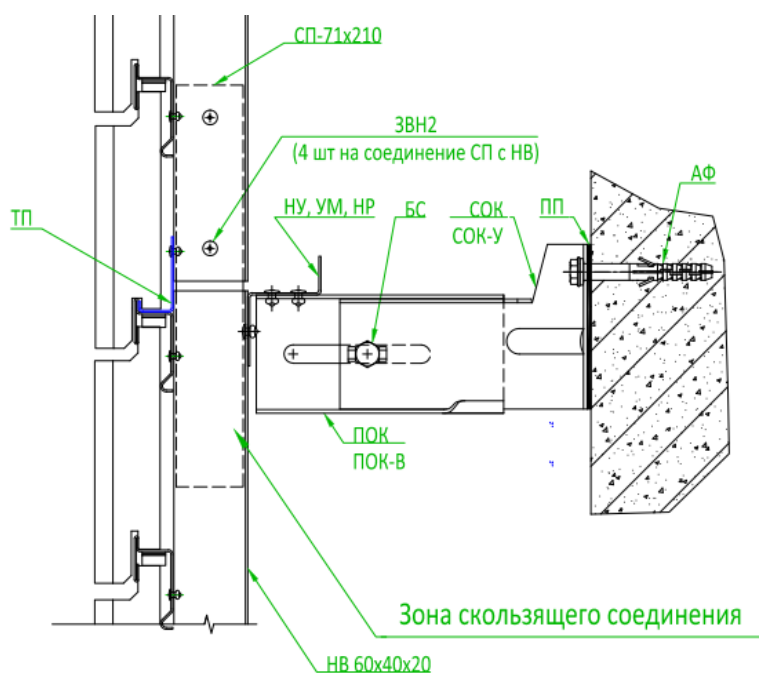 СП-71х210
ЗВН2
(4 шт на соединение СП с НВ)
АФ
ТП
НУ, УМ, НР
БС
СОК
СОК-У
ПП
ПОК
ПОК-В
Зона скользящего соединения
НВ 60х40х20